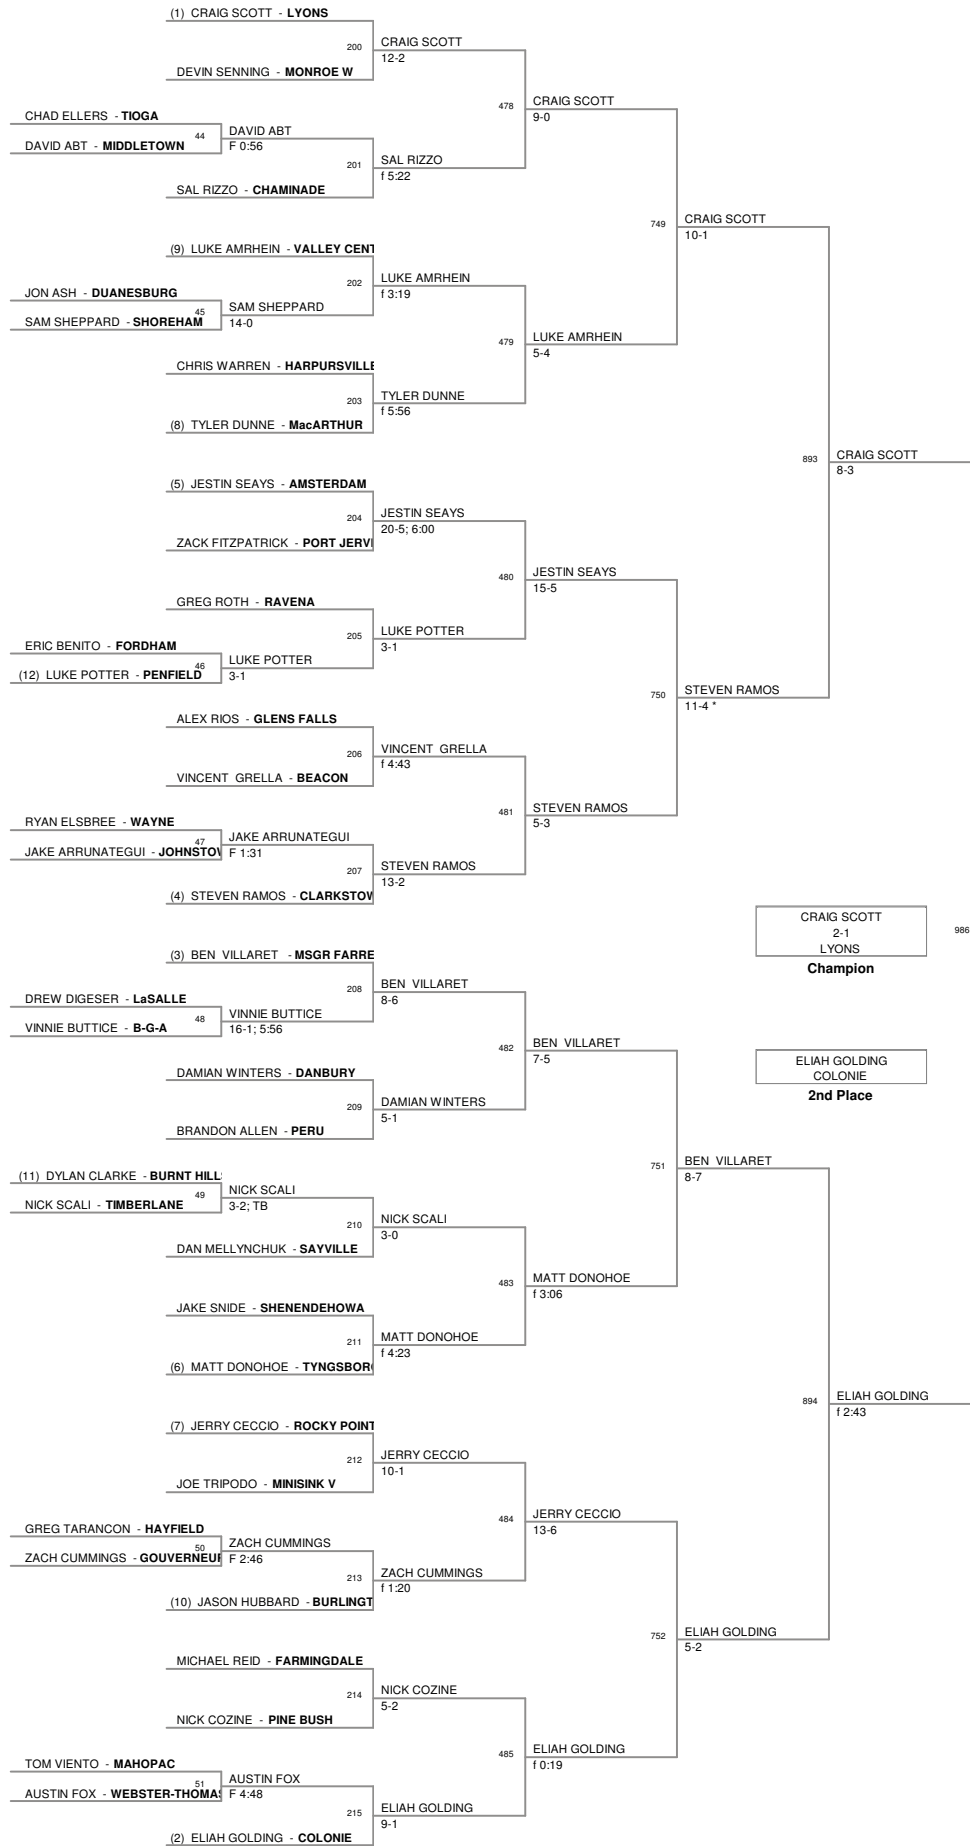 (1) CRAIG SCOTT - LYONS
200
CRAIG SCOTT
12-2
DEVIN SENNING - MONROE W
478
CRAIG SCOTT
9-0
CHAD ELLERS - TIOGA
44
DAVID ABT
F 0:56
DAVID ABT - MIDDLETOWN
201
SAL RIZZO
f 5:22
SAL RIZZO - CHAMINADE
749
CRAIG SCOTT
10-1
(9) LUKE AMRHEIN - VALLEY CENT
202
LUKE AMRHEIN
f 3:19
JON ASH - DUANESBURG
45
SAM SHEPPARD
14-0
SAM SHEPPARD - SHOREHAM
479
LUKE AMRHEIN
5-4
CHRIS WARREN - HARPURSVILLE
203
TYLER DUNNE
f 5:56
(8) TYLER DUNNE - MacARTHUR
893
CRAIG SCOTT
8-3
(5) JESTIN SEAYS - AMSTERDAM
204
JESTIN SEAYS
20-5; 6:00
ZACK FITZPATRICK - PORT JERVI
480
JESTIN SEAYS
15-5
GREG ROTH - RAVENA
205
LUKE POTTER
3-1
ERIC BENITO - FORDHAM
46
LUKE POTTER
3-1
(12) LUKE POTTER - PENFIELD
750
STEVEN RAMOS
11-4 *
ALEX RIOS - GLENS FALLS
206
VINCENT GRELLA
f 4:43
VINCENT GRELLA - BEACON
481
STEVEN RAMOS
5-3
RYAN ELSBREE - WAYNE
47
JAKE ARRUNATEGUI
F 1:31
JAKE ARRUNATEGUI - JOHNSTOW
207
STEVEN RAMOS
13-2
(4) STEVEN RAMOS - CLARKSTOW
CRAIG SCOTT
2-1
LYONS
986
Champion
(3) BEN VILLARET - MSGR FARRE
208
BEN VILLARET
8-6
DREW DIGESER - LaSALLE
48
VINNIE BUTTICE
16-1; 5:56
VINNIE BUTTICE - B-G-A
482
BEN VILLARET
7-5
ELIAH GOLDING
COLONIE
2nd Place
DAMIAN WINTERS - DANBURY
209
DAMIAN WINTERS
5-1
BRANDON ALLEN - PERU
751
BEN VILLARET
8-7
(11) DYLAN CLARKE - BURNT HILL
49
NICK SCALI
3-2; TB
NICK SCALI - TIMBERLANE
210
NICK SCALI
3-0
DAN MELLYNCHUK - SAYVILLE
483
MATT DONOHOE
f 3:06
JAKE SNIDE - SHENENDEHOWA
211
MATT DONOHOE
f 4:23
(6) MATT DONOHOE - TYNGSBOR
894
ELIAH GOLDING
f 2:43
(7) JERRY CECCIO - ROCKY POINT
212
JERRY CECCIO
10-1
JOE TRIPODO - MINISINK V
484
JERRY CECCIO
13-6
GREG TARANCON - HAYFIELD
50
ZACH CUMMINGS
F 2:46
ZACH CUMMINGS - GOUVERNEUR
213
ZACH CUMMINGS
f 1:20
(10) JASON HUBBARD - BURLINGT
752
ELIAH GOLDING
5-2
MICHAEL REID - FARMINGDALE
214
NICK COZINE
5-2
NICK COZINE - PINE BUSH
485
ELIAH GOLDING
f 0:19
TOM VIENTO - MAHOPAC
51
AUSTIN FOX
F 4:48
AUSTIN FOX - WEBSTER-THOMAS
215
ELIAH GOLDING
9-1
(2) ELIAH GOLDING - COLONIE